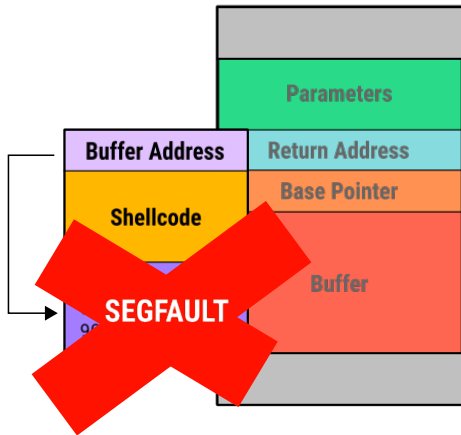 Parameters
Buffer Address
Return Address
Base Pointer
Shellcode
Buffer
SEGFAULT